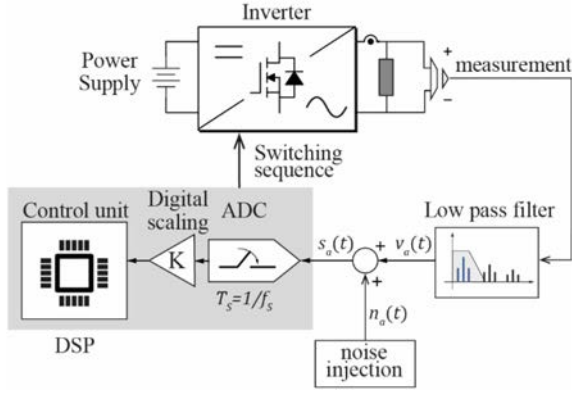 Inverter
Power
Supply
+
measurement
−
Switching
sequence
Digital
scaling
Control unit
ADC
Low pass filter
s_a(t)
v_a(t)
+
K
+
T_s=1/f_s
n_a(t)
DSP
noise
injection